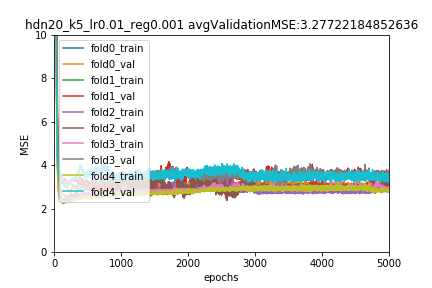 hdn20_k5_lr0.01_reg0.001 avgValidationMSE:3.27722184852636
10
8
6
4
2
0
MSE
fold0_train
fold0_val
fold1_train
fold1_val
fold2_train
fold2_val
fold3_train
fold3_val
fold4_train
fold4_val
0 1000 2000 3000 4000 5000
epochs